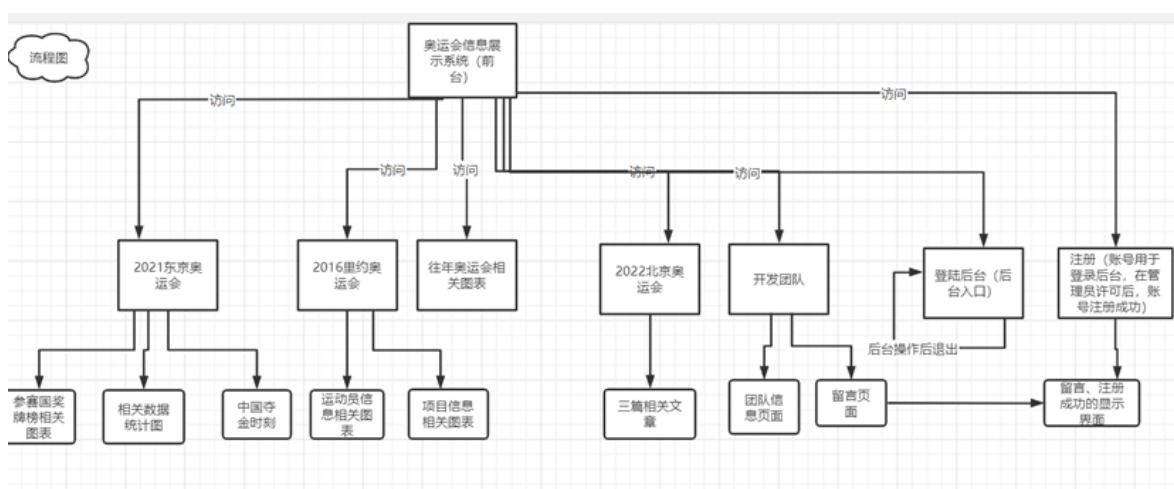 流程图
奥运会信息展
示系统（前
台）
访问
访问
访问
访问
访问
访问
2021东京奥
运会
2016里约奥
运会
往年奥运会相
关图表
2022北京奥
运会
开发团队
登陆后台（后
台入口）
注册（账号用于
登录后台，在管
理员许可后，账
号注册成功）
后台操作后退出
参赛国奖
牌榜相关
图表
相关数据
统计图
中国夺
金时刻
运动员信
息相关图
表
项目信息
相关图表
三篇相关文
章
团队信
息页面
留言页
面
留言、注册
成功的显示
界面